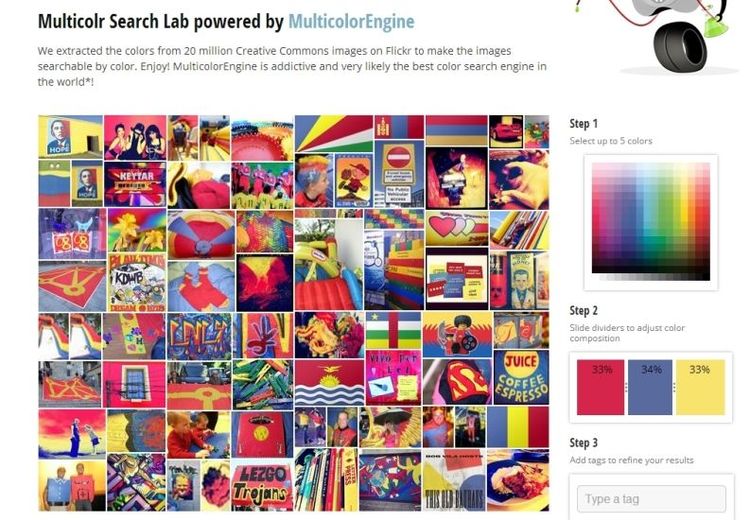 Multicolr Search Lab powered by MulticolorEngine
We extracted the colors from 20 million Creative Commons images on Flickr to make the images
searchable by color. Enjoy! MulticolorEngine is addictive and very likely the best color search engine in
the world*!
HOPE
KEYTAR
HOPE
No Public
Vehicular
access
KDWB
JUICE
COFFEE
ESPRESSO
LEZGO
Trojans
THIS OLD BAUHAUS
Step 1
Select up to 5 colors
Step 2
Slide dividers to adjust color
composition
33%
34%
33%
Step 3
Add tags to refine your results
Type a tag